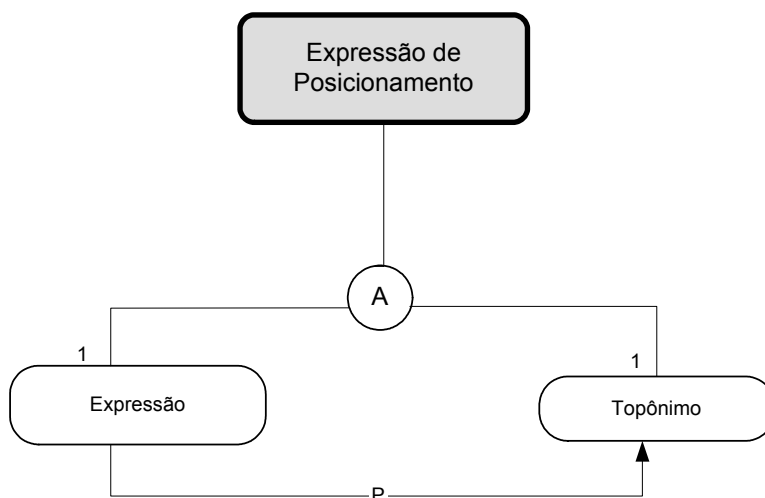 Expressão de
Posicionamento
A
1
1
Expressão
Topônimo
P